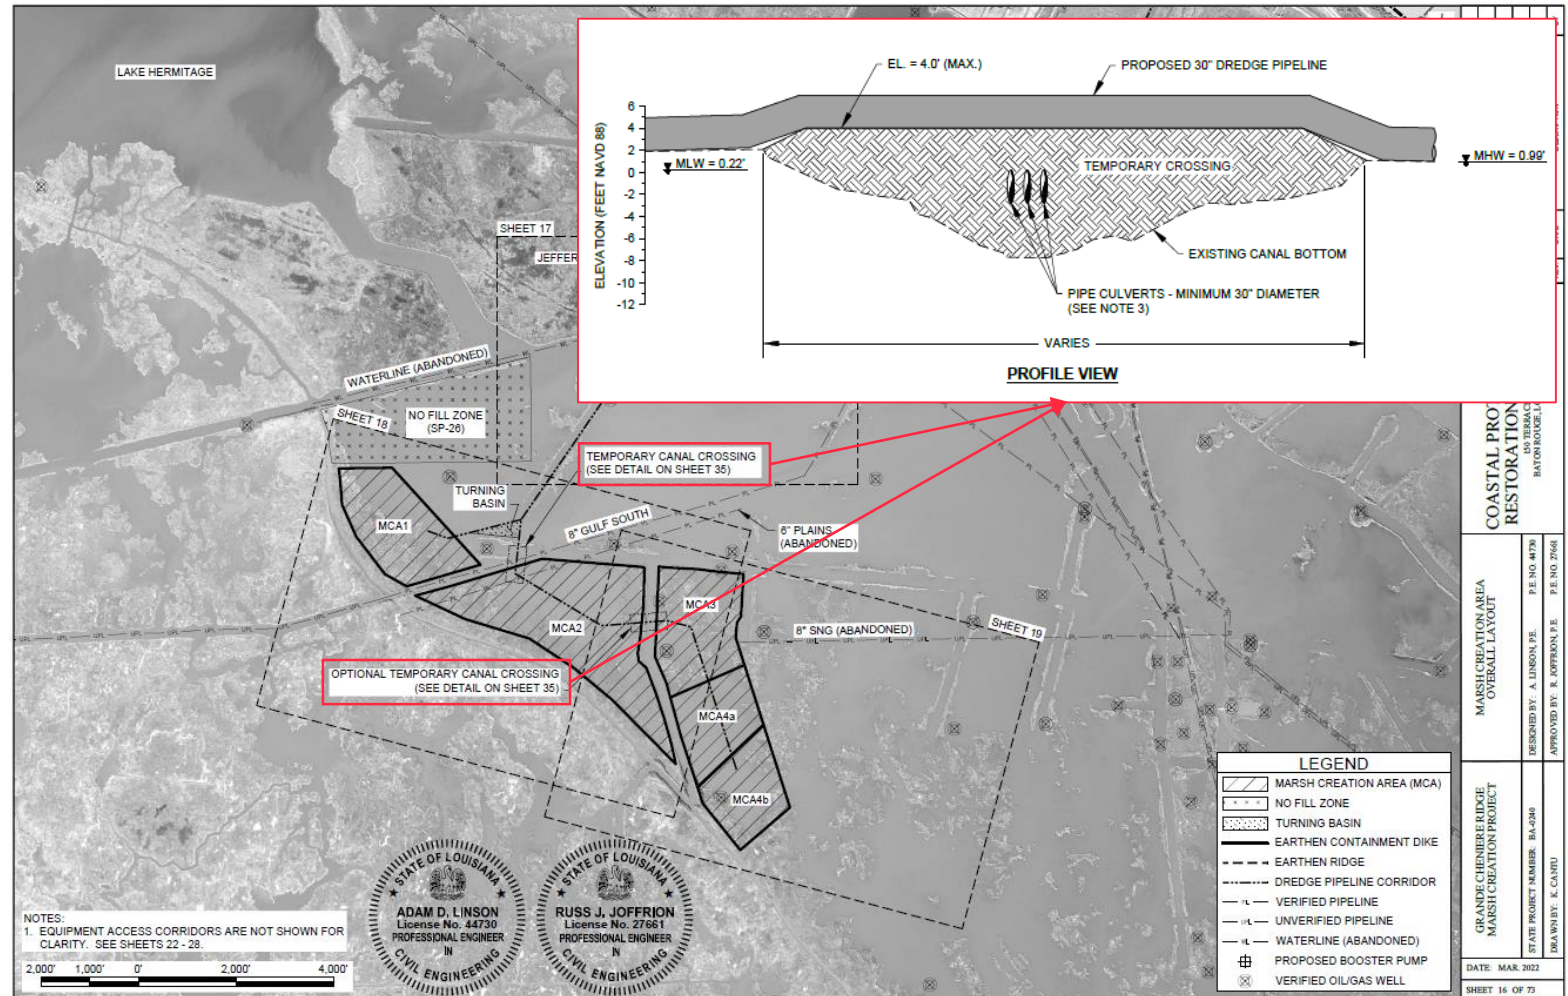 LAKE HERMITAGE
SHEET 17
JEFFER
WATERLINE (ABANDONED)
WL
SHEET 18
NO FILL ZONE
(SP-26)
TEMPORARY CANAL CROSSING
(SEE DETAIL ON SHEET 35)
TURNING
BASIN
MCA1
8" GULF SOUTH
6" PLAINS
(ABANDONED)
MCA2
MCA3
8" SNG (ABANDONED)
SHEET 19
OPTIONAL TEMPORARY CANAL CROSSING
(SEE DETAIL ON SHEET 35)
MCA4a
MCA4b
EL. = 4.0' (MAX.)
PROPOSED 30" DREDGE PIPELINE
ELEVATION (FEET NAVD 88)
6
4
2
0
-2
-4
-6
-8
-10
-12
MLW = 0.22'
MHW = 0.99'
TEMPORARY CROSSING
EXISTING CANAL BOTTOM
PIPE CULVERTS - MINIMUM 30" DIAMETER
(SEE NOTE 3)
VARIES
PROFILE VIEW
LEGEND
MARSH CREATION AREA (MCA)
NO FILL ZONE
TURNING BASIN
EARTHEN CONTAINMENT DIKE
EARTHEN RIDGE
DREDGE PIPELINE CORRIDOR
PL VERIFIED PIPELINE
UPL UNVERIFIED PIPELINE
WL WATERLINE (ABANDONED)
PROPOSED BOOSTER PUMP
VERIFIED OIL/GAS WELL
STATE OF LOUISIANA
ADAM D. LINSON
License No. 44730
PROFESSIONAL ENGINEER
IN
CIVIL ENGINEERING
STATE OF LOUISIANA
RUSS J. JOFFRION
License No. 27661
PROFESSIONAL ENGINEER
IN
CIVIL ENGINEERING
NOTES:
1. EQUIPMENT ACCESS CORRIDORS ARE NOT SHOWN FOR
CLARITY. SEE SHEETS 22 - 28.
2,000' 1,000' 0' 2,000' 4,000'
COASTAL PRO
RESTORATION
150 TERRAC
BATON ROUGE, L
MARSH CREATION AREA
OVERALL LAYOUT
DESIGNED BY: A. LINSON, P.E. P.E. NO. 44730
APPROVED BY: R. JOFFRION, P.E. P.E. NO. 27661
GRANDE CHENIERE RIDGE
MARSH CREATION PROJECT
STATE PROJECT NUMBER: BA-0240
DRAWN BY: K. CANTU
DATE: MAR. 2022
SHEET 16 OF 73